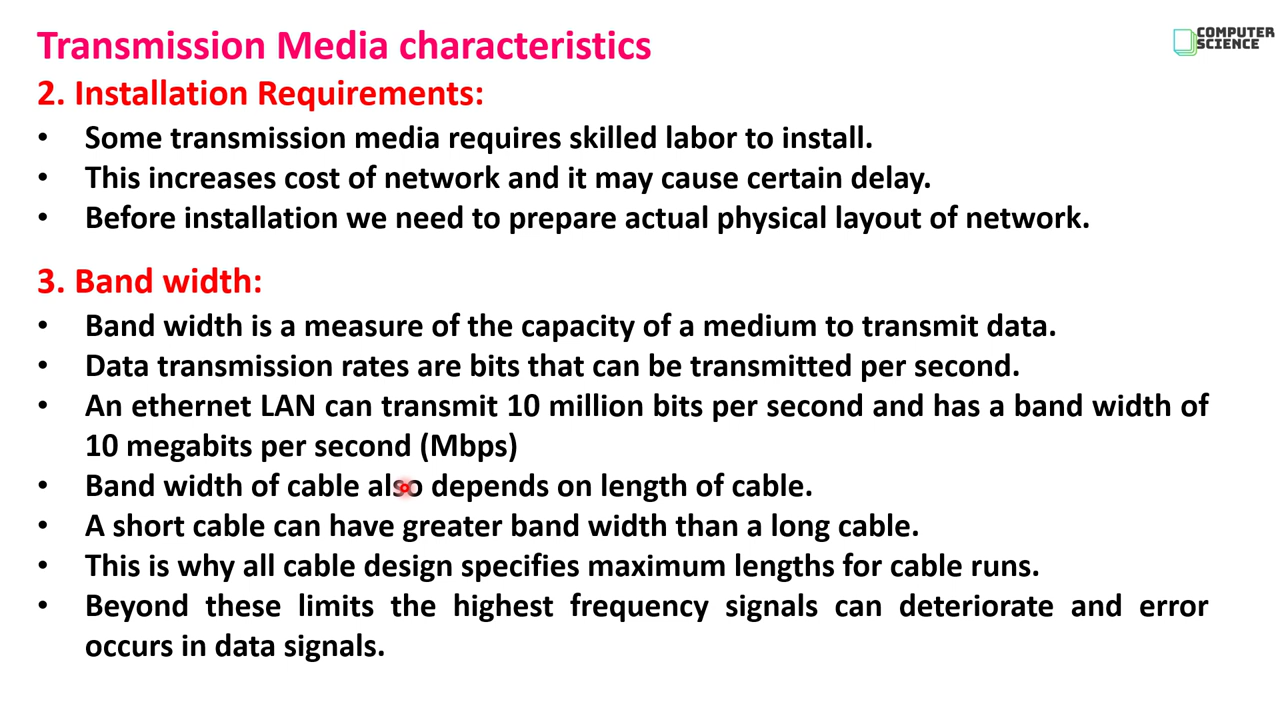 Transmission Media characteristics
COMPUTER
SCIENCE
2. Installation Requirements:
• Some transmission media requires skilled labor to install.
• This increases cost of network and it may cause certain delay.
• Before installation we need to prepare actual physical layout of network.
3. Band width:
• Band width is a measure of the capacity of a medium to transmit data.
• Data transmission rates are bits that can be transmitted per second.
• An ethernet LAN can transmit 10 million bits per second and has a band width of
10 megabits per second (Mbps)
• Band width of cable also depends on length of cable.
• A short cable can have greater band width than a long cable.
• This is why all cable design specifies maximum lengths for cable runs.
• Beyond these limits the highest frequency signals can deteriorate and error
occurs in data signals.